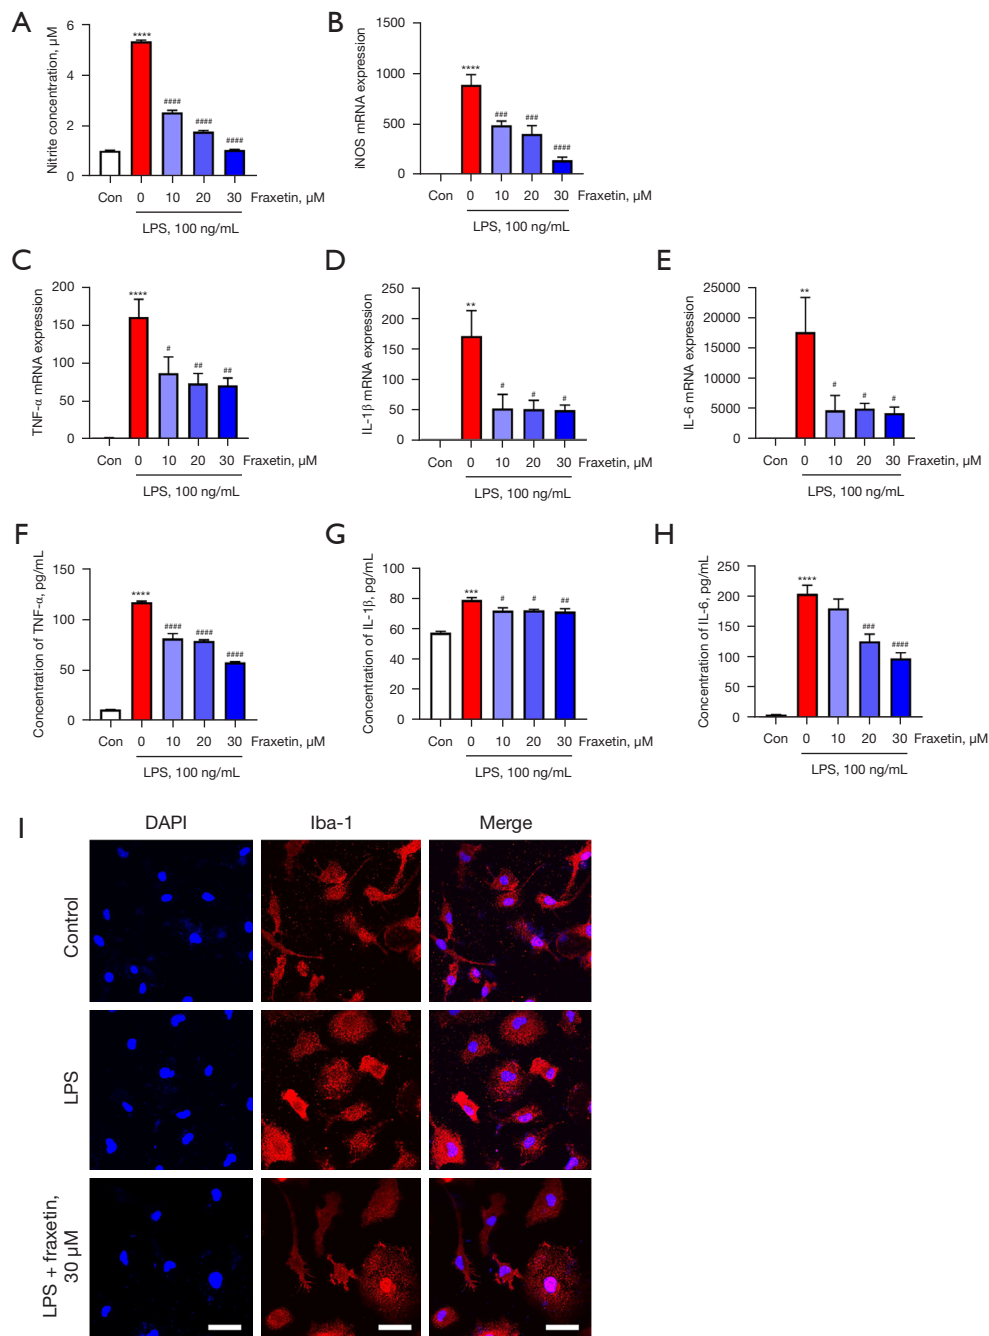 A
Nitrite concentration, μM
6
4
2
0
****
####
####
####
Con 0 10 20 30 Fraxetin, μM
LPS, 100 ng/mL
B
iNOS mRNA expression
1500
1000
500
0
****
###
###
####
Con 0 10 20 30 Fraxetin, μM
LPS, 100 ng/mL
C
TNF-α mRNA expression
200
150
100
50
0
****
#
##
##
Con 0 10 20 30 Fraxetin, μM
LPS, 100 ng/mL
D
IL-1β mRNA expression
250
200
150
100
50
0
**
#
#
#
Con 0 10 20 30 Fraxetin, μM
LPS, 100 ng/mL
E
IL-6 mRNA expression
25000
20000
15000
10000
5000
0
**
#
#
#
Con 0 10 20 30 Fraxetin, μM
LPS, 100 ng/mL
F
Concentration of TNF-α, pg/mL
150
100
50
0
****
####
####
####
Con 0 10 20 30 Fraxetin, μM
LPS, 100 ng/mL
G
Concentration of IL-1β, pg/mL
100
80
60
40
20
0
***
#
#
##
Con 0 10 20 30 Fraxetin, μM
LPS, 100 ng/mL
H
Concentration of IL-6, pg/mL
250
200
150
100
50
0
****
###
####
Con 0 10 20 30 Fraxetin, μM
LPS, 100 ng/mL
I
DAPI Iba-1 Merge
Control
LPS
LPS + fraxetin,
30 μM